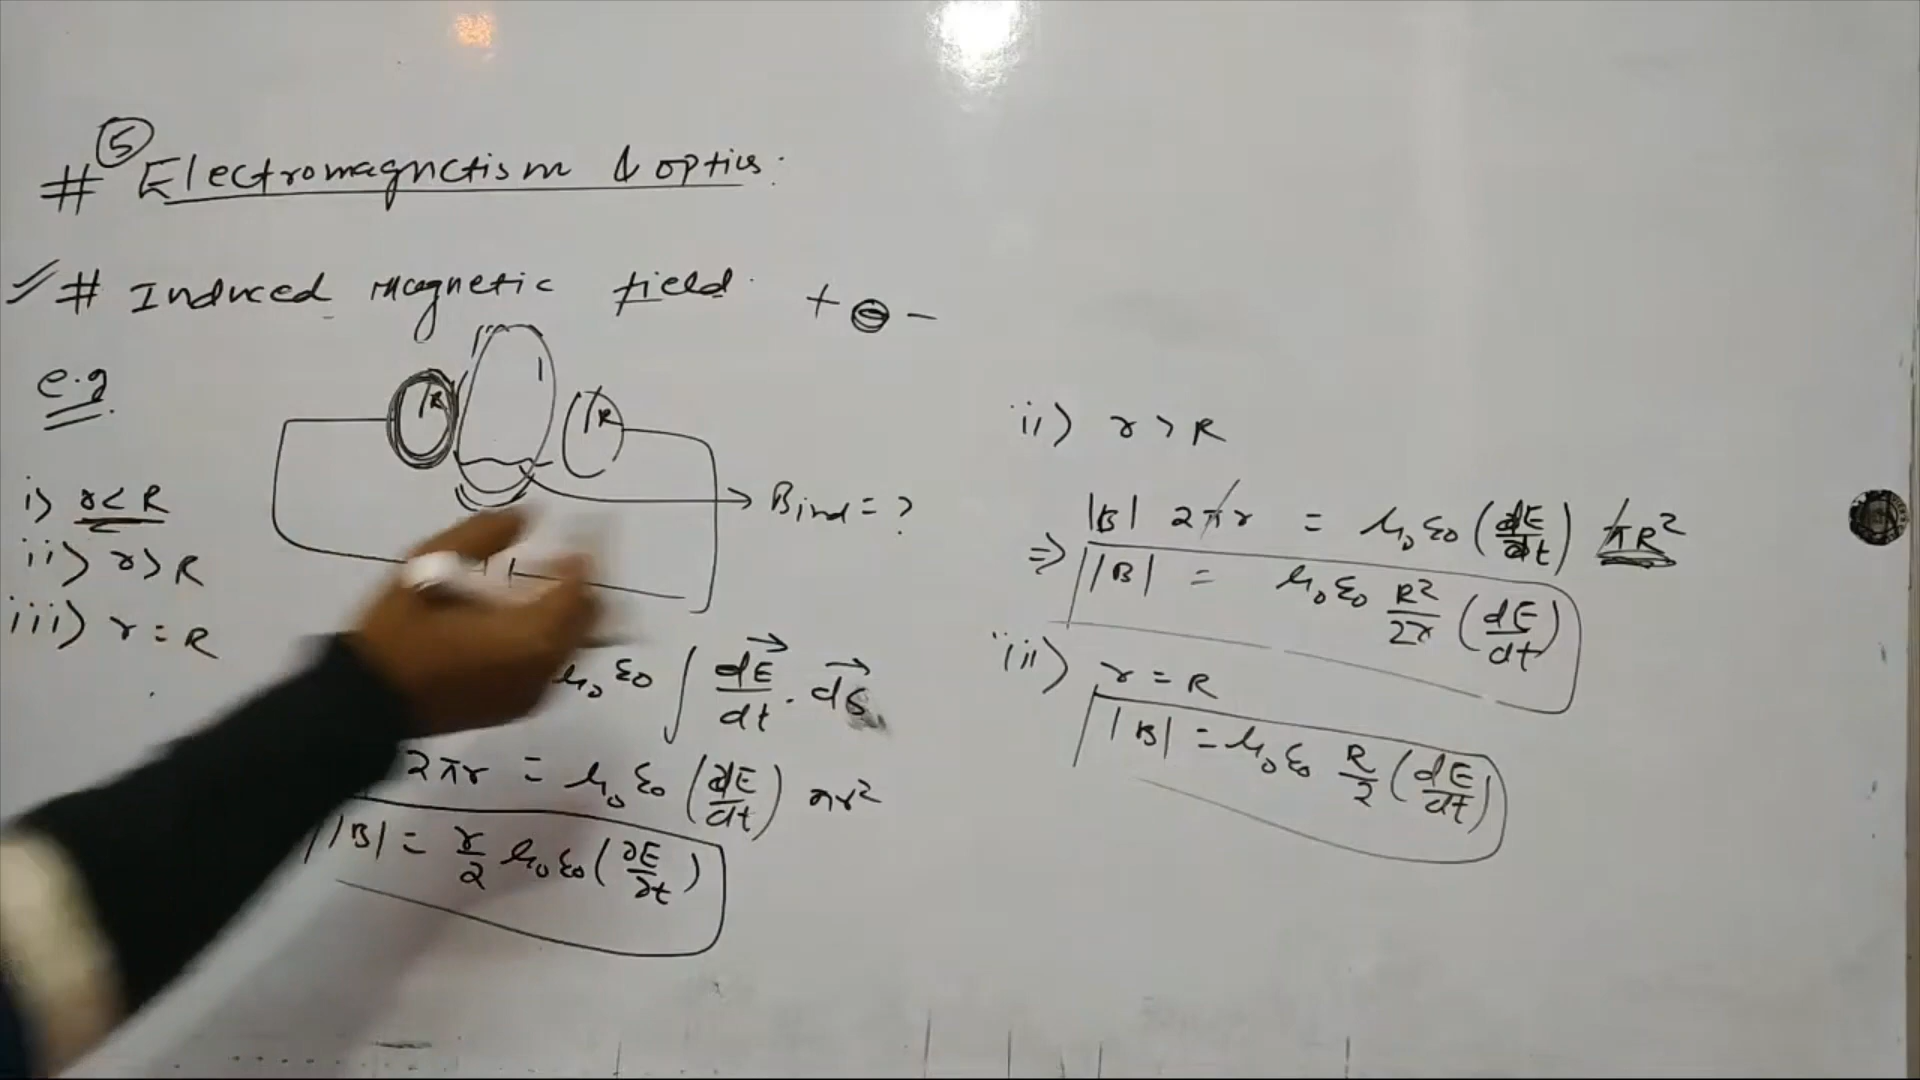 # ⑤ Electromagnetism & optics.
# Induced magnetic field. + ⊖ -
e.g
R R
B_ind = ?
i) r < R
ii) r > R
iii) r = R
μ₀ε₀ ∫ dE⃗/dt · ds⃗
2πr = μ₀ε₀ (dE/dt) πr²
|B| = r/2 μ₀ε₀ (∂E/∂t)
ii) r > R
|B| 2πr = μ₀ε₀ (dE/dt) πR²
⇒ |B| = μ₀ε₀ R²/2r (dE/dt)
iii) r = R
|B| = μ₀ε₀ R/2 (dE/dt)